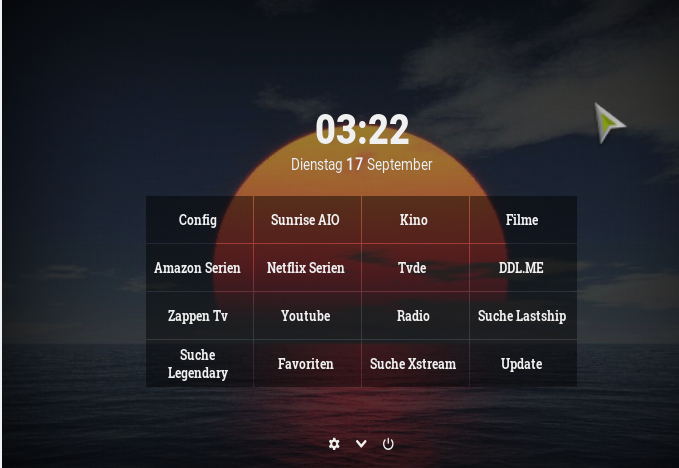 03:22
Dienstag 17 September
Config
Sunrise AIO
Kino
Filme
Amazon Serien
Netflix Serien
Tvde
DDL.ME
Zappen Tv
Youtube
Radio
Suche Lastship
Suche
Legendary
Favoriten
Suche Xstream
Update